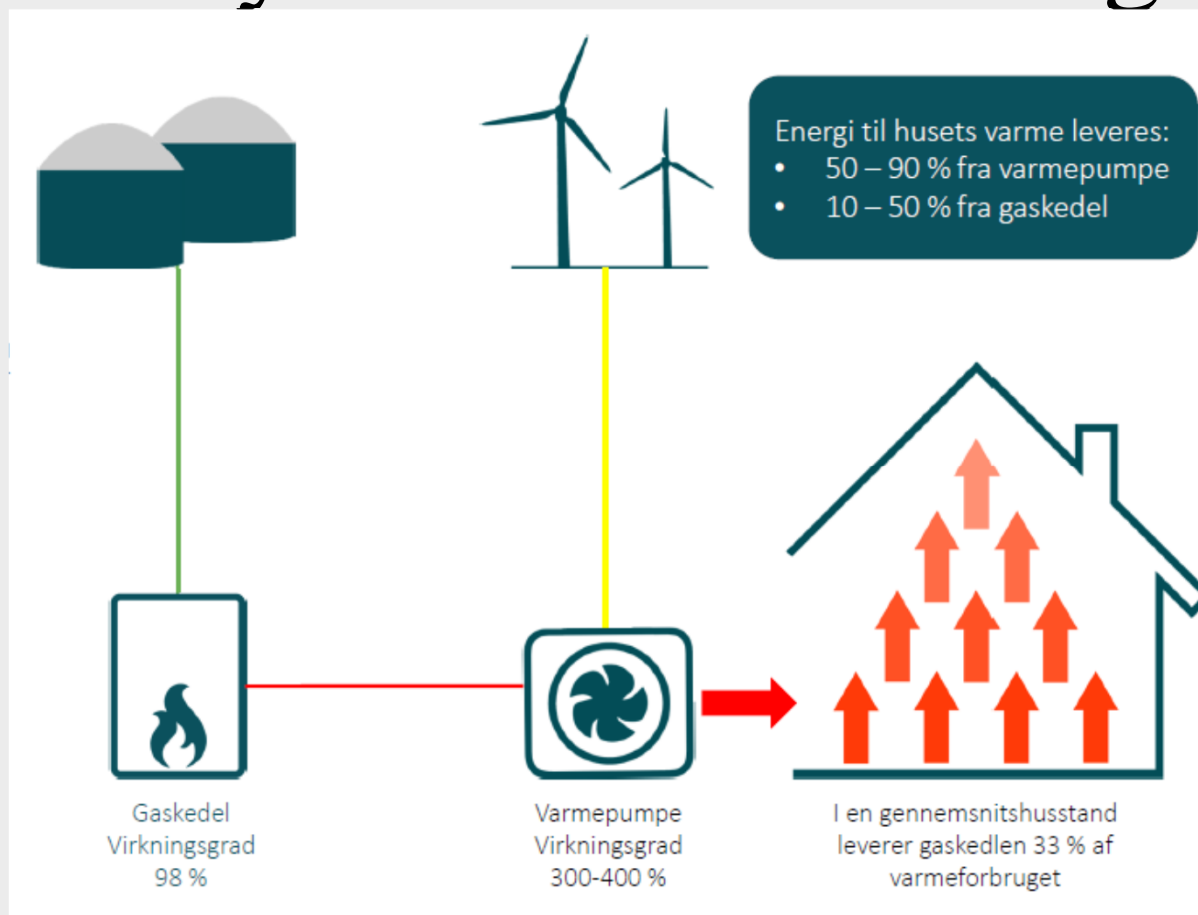 Energi til husets varme leveres:
• 50 – 90 % fra varmepumpe
• 10 – 50 % fra gaskedel
Gaskedel
Virkningsgrad
98 %
Varmepumpe
Virkningsgrad
300-400 %
I en gennemsnitshusstand
leverer gaskedlen 33 % af
varmeforbruget